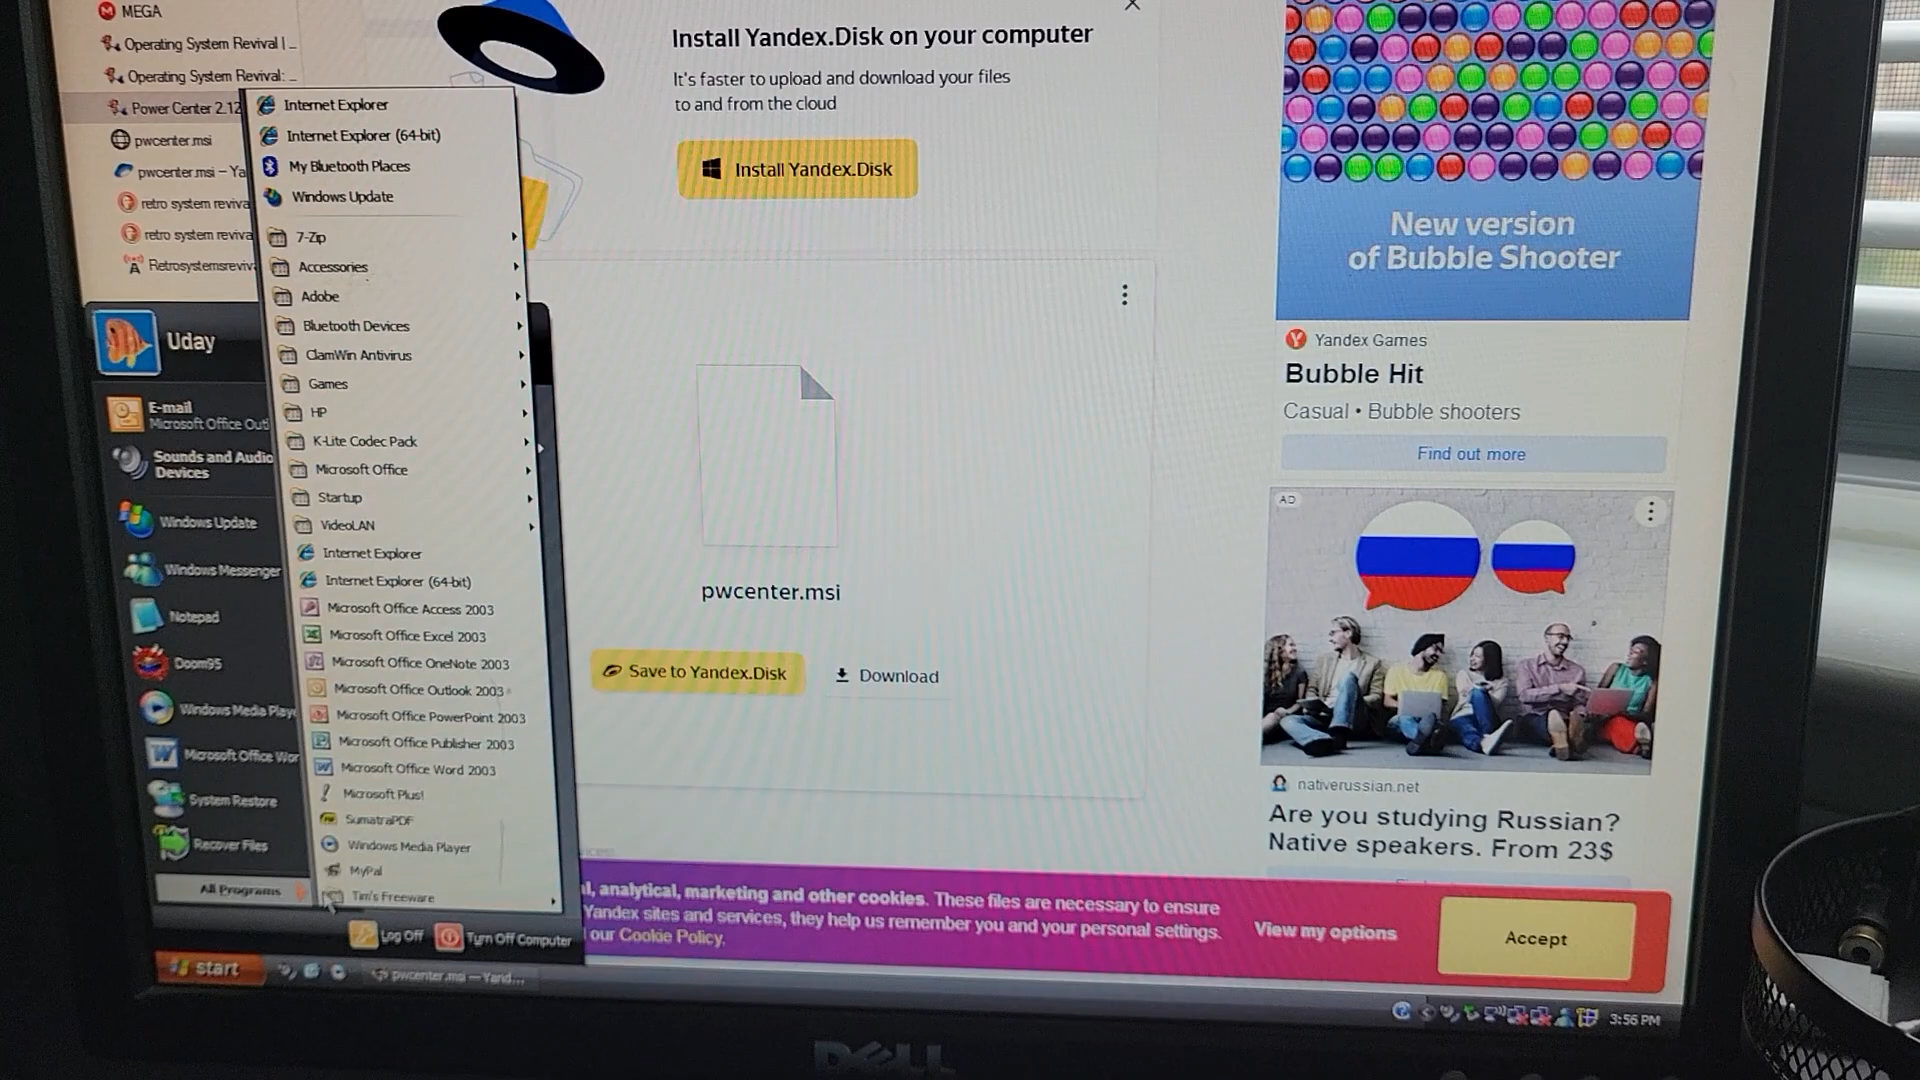 MEGA
Operating System Revival | ...
Operating System Revival: ...
Power Center 2.12
pwcenter.msi
pwcenter.msi – Ya
retro system reviva
retro system reviva
Retrosystemsreviv
Internet Explorer
Internet Explorer (64-bit)
My Bluetooth Places
Windows Update
7-Zip
Accessories
Adobe
Bluetooth Devices
ClamWin Antivirus
Games
HP
K-Lite Codec Pack
Microsoft Office
Startup
VideoLAN
Internet Explorer
Internet Explorer (64-bit)
Microsoft Office Access 2003
Microsoft Office Excel 2003
Microsoft Office OneNote 2003
Microsoft Office Outlook 2003
Microsoft Office PowerPoint 2003
Microsoft Office Publisher 2003
Microsoft Office Word 2003
Microsoft Plus!
SumatraPDF
Windows Media Player
MyPal
Tim's Freeware
Uday
E-mail
Microsoft Office Outl
Sounds and Audio
Devices
Windows Update
Windows Messenger
Notepad
Doom95
Windows Media Playe
Microsoft Office Wor
System Restore
Recover Files
All Programs
Log Off
Turn Off Computer
start
pwcenter.msi — Yand...
3:56 PM
Install Yandex.Disk on your computer
It's faster to upload and download your files
to and from the cloud
Install Yandex.Disk
pwcenter.msi
Save to Yandex.Disk
Download
New version
of Bubble Shooter
Yandex Games
Bubble Hit
Casual • Bubble shooters
Find out more
AD
nativerussian.net
Are you studying Russian?
Native speakers. From 23$
al, analytical, marketing and other cookies. These files are necessary to ensure
Yandex sites and services, they help us remember you and your personal settings.
our Cookie Policy.
View my options
Accept
DELL